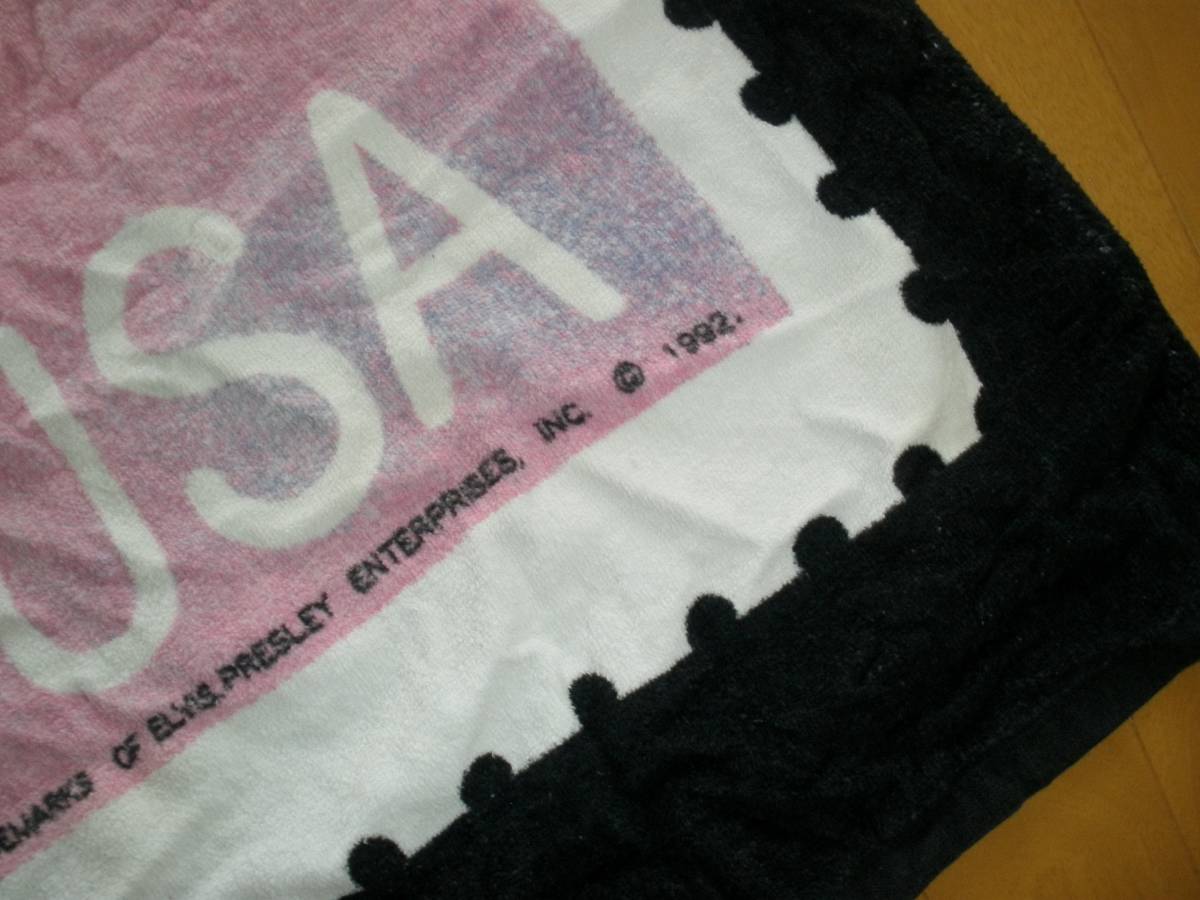 USA
EMARKS OF ELVIS PRESLEY ENTERPRISES, INC. © 1992.